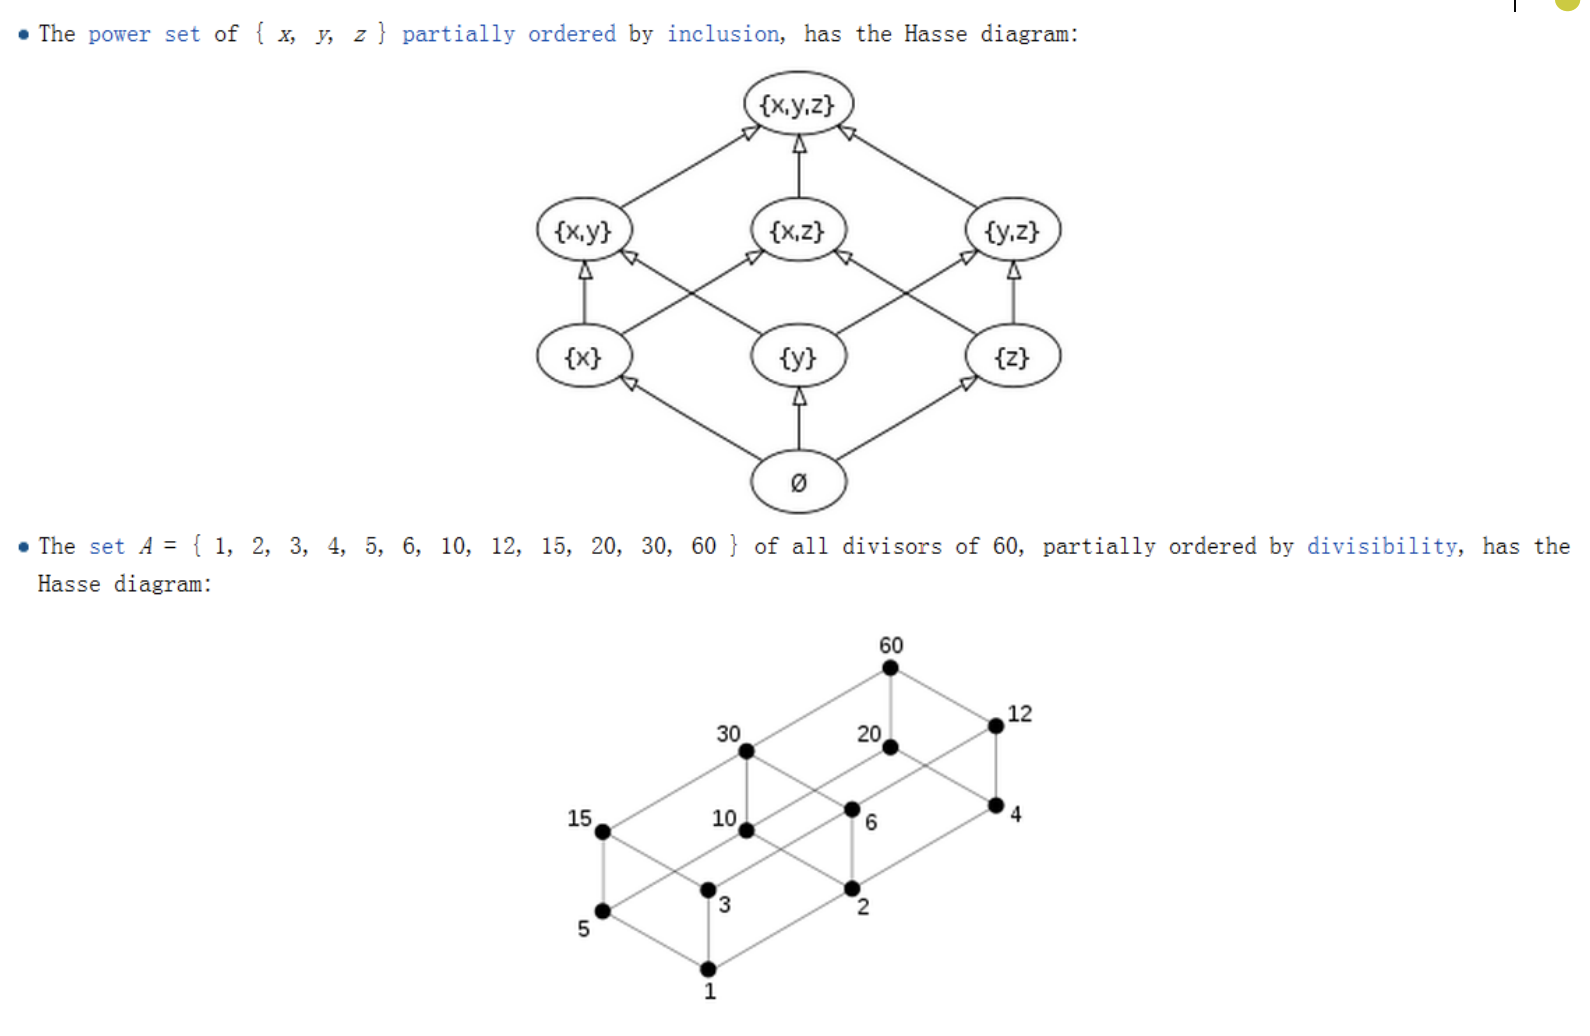 The power set of { x, y, z } partially ordered by inclusion, has the Hasse diagram:
{x,y,z}
{x,y} {x,z} {y,z}
{x} {y} {z}
Ø
The set A = { 1, 2, 3, 4, 5, 6, 10, 12, 15, 20, 30, 60 } of all divisors of 60, partially ordered by divisibility, has the
Hasse diagram:
60
12
30 20
15 10 6 4
3 2
5
1